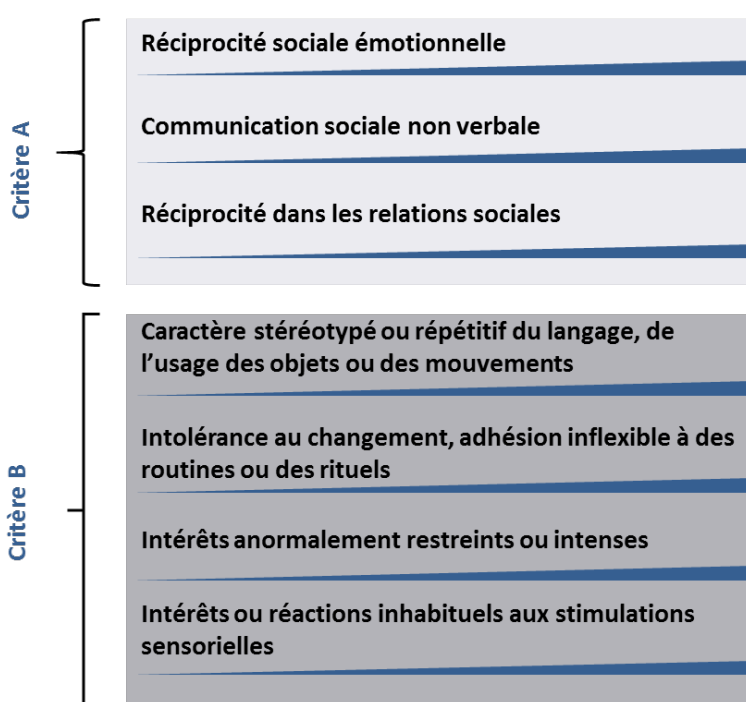 Critère A
Réciprocité sociale émotionnelle
Communication sociale non verbale
Réciprocité dans les relations sociales
Critère B
Caractère stéréotypé ou répétitif du langage, de
l’usage des objets ou des mouvements
Intolérance au changement, adhésion inflexible à des
routines ou des rituels
Intérêts anormalement restreints ou intenses
Intérêts ou réactions inhabituels aux stimulations
sensorielles